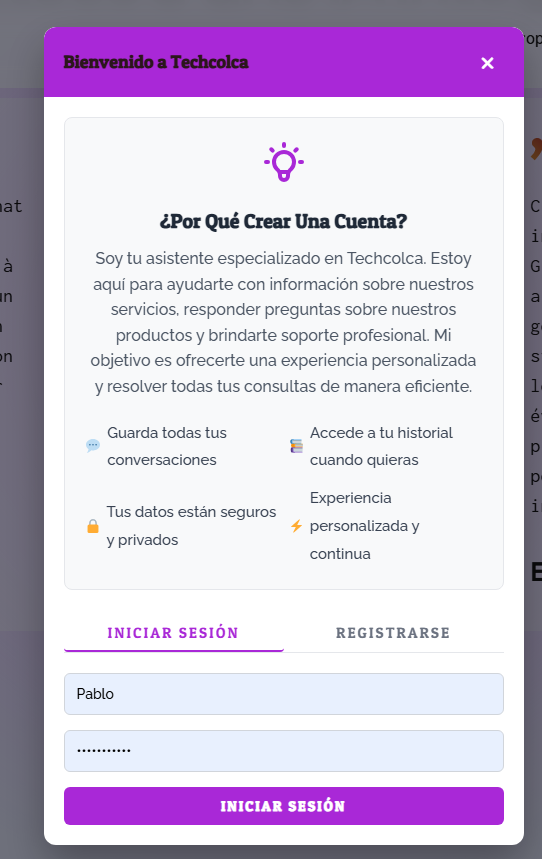 Bienvenido a Techcolca
¿Por Qué Crear Una Cuenta?
Soy tu asistente especializado en Techcolca. Estoy
aquí para ayudarte con información sobre nuestros
servicios, responder preguntas sobre nuestros
productos y brindarte soporte profesional. Mi
objetivo es ofrecerte una experiencia personalizada
y resolver todas tus consultas de manera eficiente.
Guarda todas tus
conversaciones
Accede a tu historial
cuando quieras
Tus datos están seguros
y privados
Experiencia
personalizada y
continua
INICIAR SESIÓN
REGISTRARSE
Pablo
•••••••••••
INICIAR SESIÓN